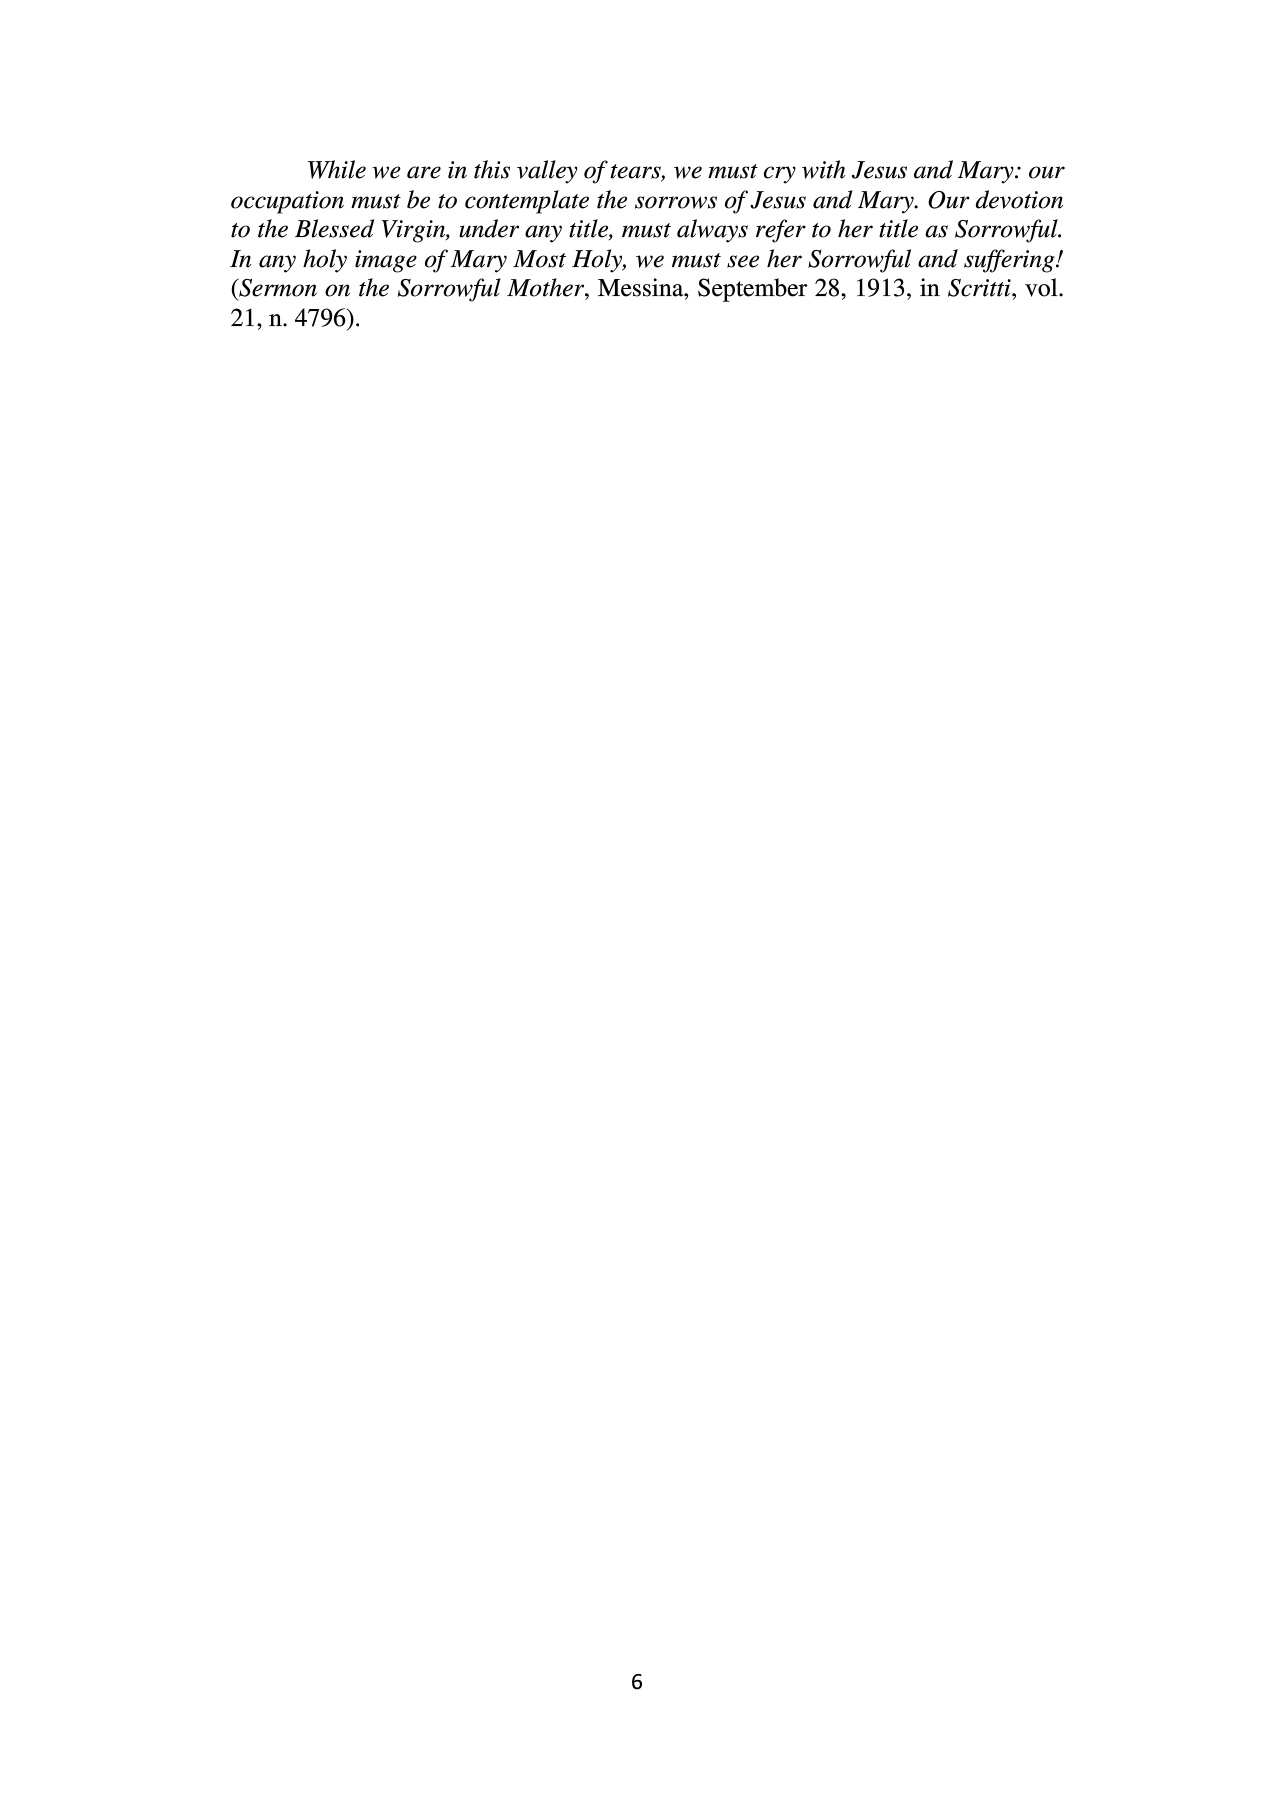 While we are in this valley of tears, we must cry with Jesus and Mary: our
occupation must be to contemplate the sorrows of Jesus and Mary. Our devotion
to the Blessed Virgin, under any title, must always refer to her title as Sorrowful.
In any holy image of Mary Most Holy, we must see her Sorrowful and suffering!
(Sermon on the Sorrowful Mother, Messina, September 28, 1913, in Scritti, vol.
21, n. 4796).
6